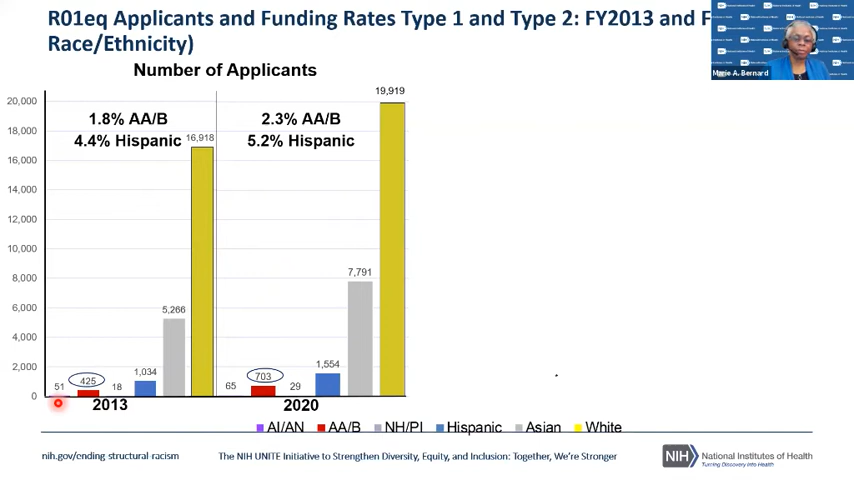 R01eq Applicants and Funding Rates Type 1 and Type 2: FY2013 and F
Race/Ethnicity)
Marie A. Bernard
Number of Applicants
20,000
18,000
16,000
14,000
12,000
10,000
8,000
6,000
4,000
2,000
0
1.8% AA/B
4.4% Hispanic
2.3% AA/B
5.2% Hispanic
51
425
18
1,034
5,266
16,918
65
703
29
1,554
7,791
19,919
2013
2020
AI/AN
AA/B
NH/PI
Hispanic
Asian
White
nih.gov/ending-structural-racism
The NIH UNITE Initiative to Strengthen Diversity, Equity, and Inclusion: Together, We're Stronger
NIH
National Institutes of Health
Turning Discovery Into Health